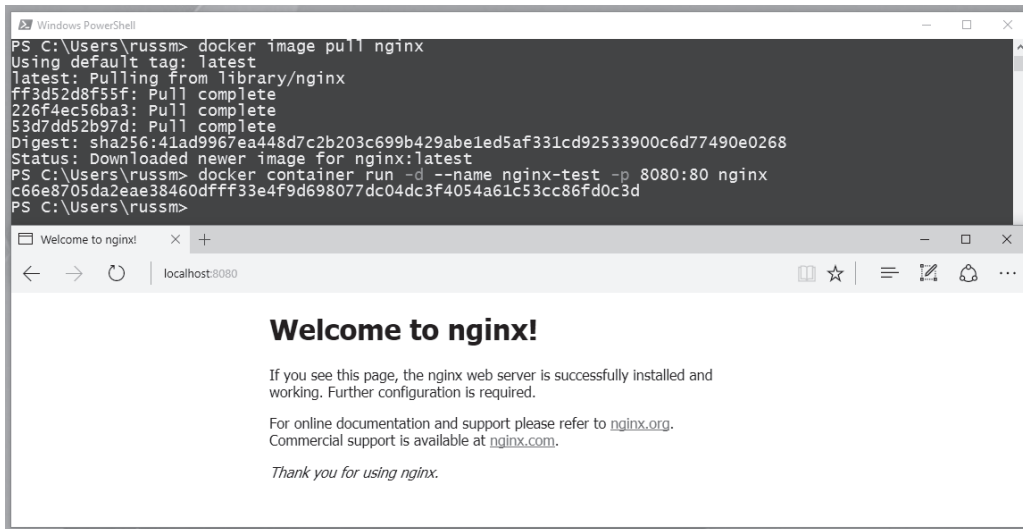 Windows PowerShell
PS C:\Users\russm> docker image pull nginx
Using default tag: latest
latest: Pulling from library/nginx
ff3d52d8f55f: Pull complete
226f4ec56ba3: Pull complete
53d7dd52b97d: Pull complete
Digest: sha256:41ad9967ea448d7c2b203c699b429abe1ed5af331cd92533900c6d77490e0268
Status: Downloaded newer image for nginx:latest
PS C:\Users\russm> docker container run -d --name nginx-test -p 8080:80 nginx
c66e8705da2eae38460dfff33e4f9d698077dc04dc3f4054a61c53cc86fd0c3d
PS C:\Users\russm>
Welcome to nginx!
localhost:8080
Welcome to nginx!
If you see this page, the nginx web server is successfully installed and
working. Further configuration is required.
For online documentation and support please refer to nginx.org.
Commercial support is available at nginx.com.
Thank you for using nginx.